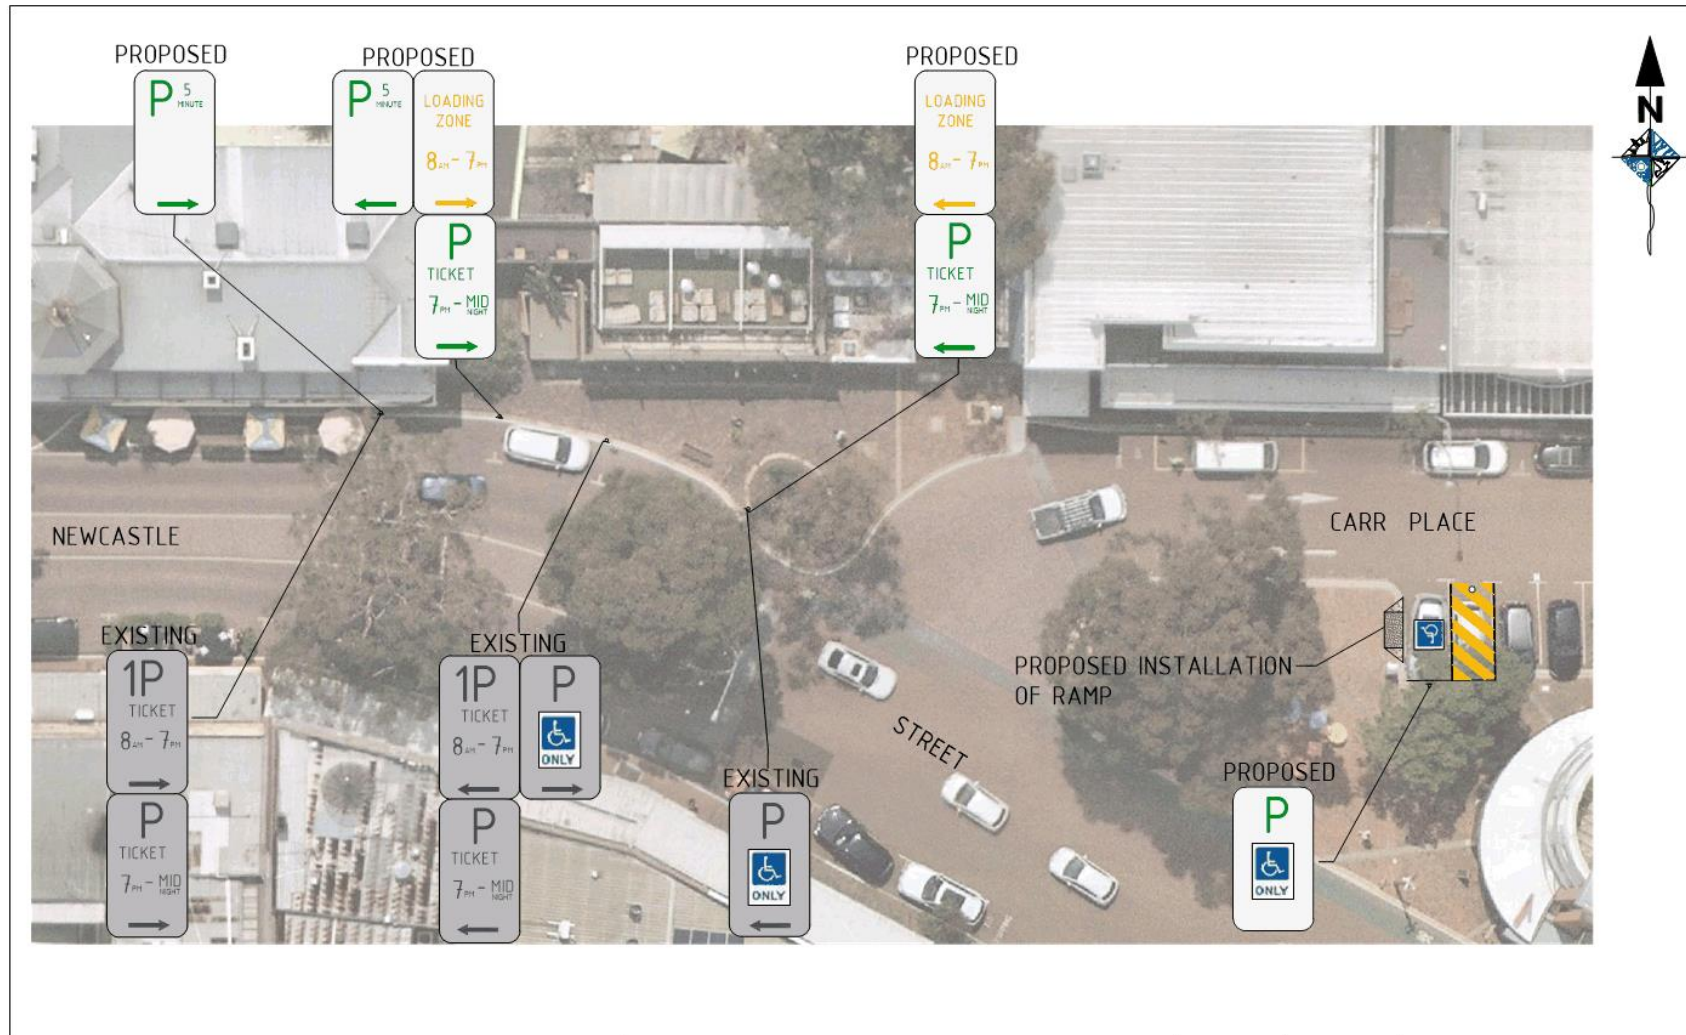 PROPOSED
P 5
MINUTE
PROPOSED
P 5
MINUTE
LOADING
ZONE
8AM - 7PM
P
TICKET
7PM - MID
NIGHT
PROPOSED
LOADING
ZONE
8AM - 7PM
P
TICKET
7PM - MID
NIGHT
N
NEWCASTLE
CARR PLACE
EXISTING
1P
TICKET
8AM - 7PM
P
TICKET
7PM - MID
NIGHT
EXISTING
1P
TICKET
8AM - 7PM
P
TICKET
7PM - MID
NIGHT
P
ONLY
EXISTING
P
ONLY
STREET
PROPOSED INSTALLATION
OF RAMP
PROPOSED
P
ONLY